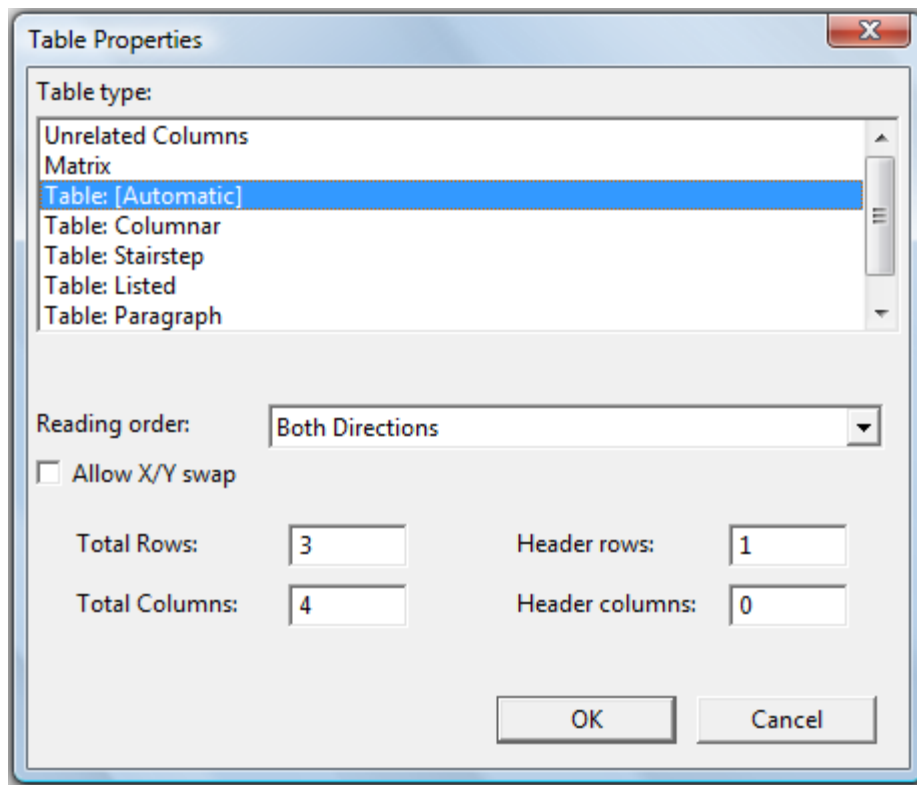 Table Properties
Table type:
Unrelated Columns
Matrix
Table: [Automatic]
Table: Columnar
Table: Stairstep
Table: Listed
Table: Paragraph
Reading order: Both Directions
Allow X/Y swap
Total Rows: 3 Header rows: 1
Total Columns: 4 Header columns: 0
OK Cancel